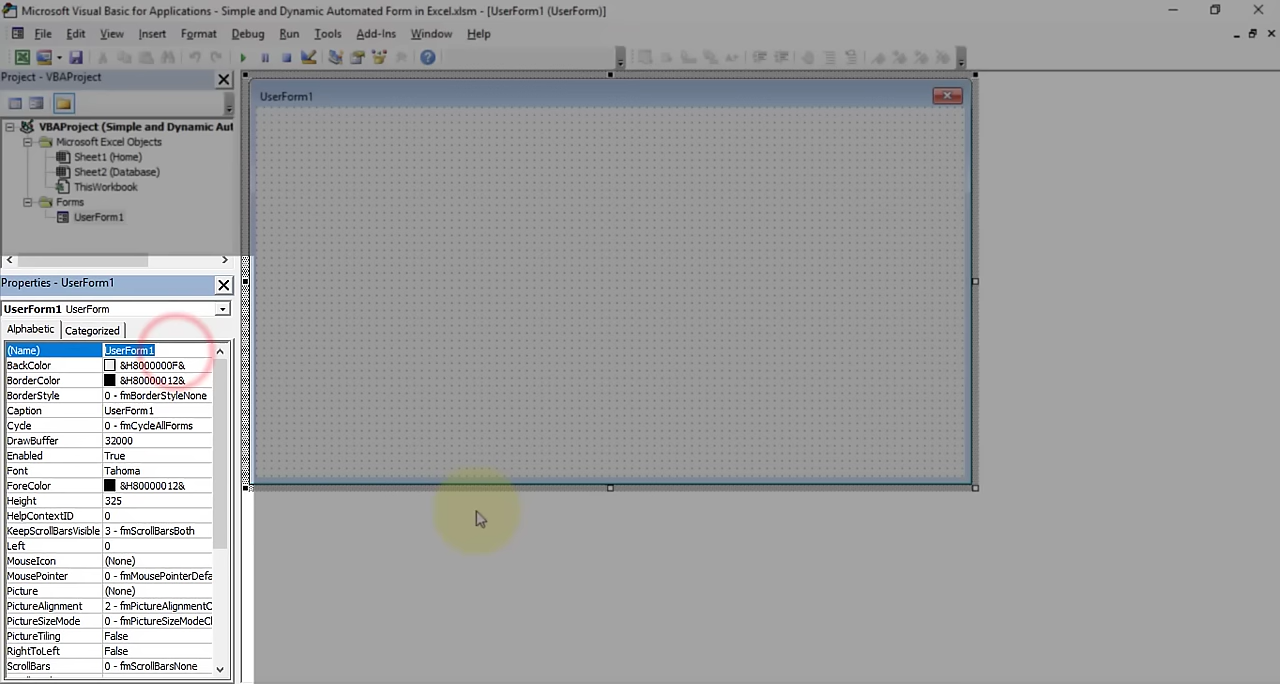 Microsoft Visual Basic for Applications - Simple and Dynamic Automated Form in Excel.xlsm - [UserForm1 (UserForm)]
File Edit View Insert Format Debug Run Tools Add-Ins Window Help
Project - VBAProject
VBAProject (Simple and Dynamic Aut
Microsoft Excel Objects
Sheet1 (Home)
Sheet2 (Database)
ThisWorkbook
Forms
UserForm1
UserForm1
Properties - UserForm1
UserForm1 UserForm
Alphabetic Categorized
(Name) UserForm1
BackColor &H8000000F&
BorderColor &H80000012&
BorderStyle 0 - fmBorderStyleNone
Caption UserForm1
Cycle 0 - fmCycleAllForms
DrawBuffer 32000
Enabled True
Font Tahoma
ForeColor &H80000012&
Height 325
HelpContextID 0
KeepScrollBarsVisible 3 - fmScrollBarsBoth
Left 0
MouseIcon (None)
MousePointer 0 - fmMousePointerDefa
Picture (None)
PictureAlignment 2 - fmPictureAlignmentC
PictureSizeMode 0 - fmPictureSizeModeCl
PictureTiling False
RightToLeft False
ScrollBars 0 - fmScrollBarsNone